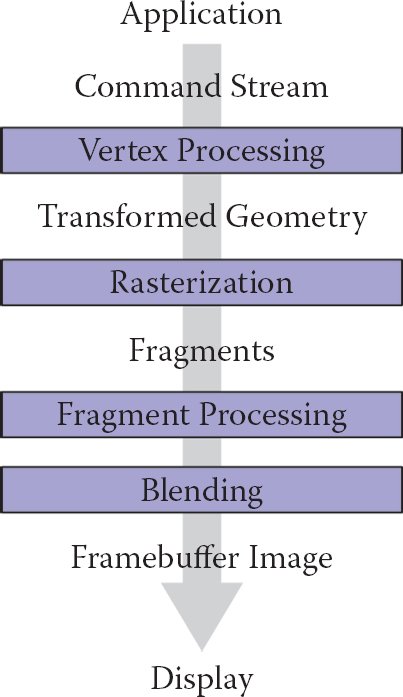 Application
Command Stream
Vertex Processing
Transformed Geometry
Rasterization
Fragments
Fragment Processing
Blending
Framebuffer Image
Display